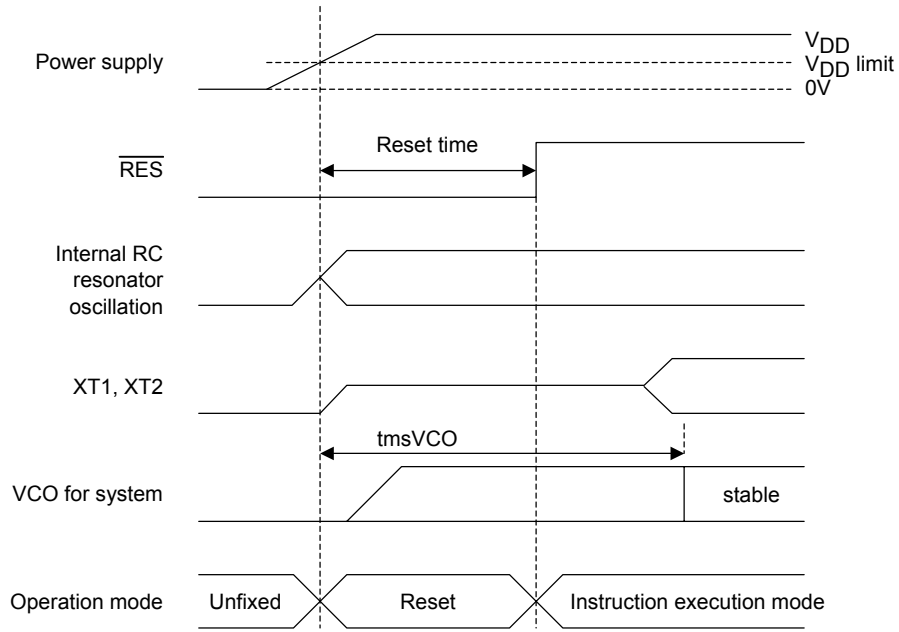 Power supply
VDD
VDD limit
0V
RES
Reset time
Internal RC
resonator
oscillation
XT1, XT2
tmsVCO
VCO for system
stable
Operation mode
Unfixed
Reset
Instruction execution mode